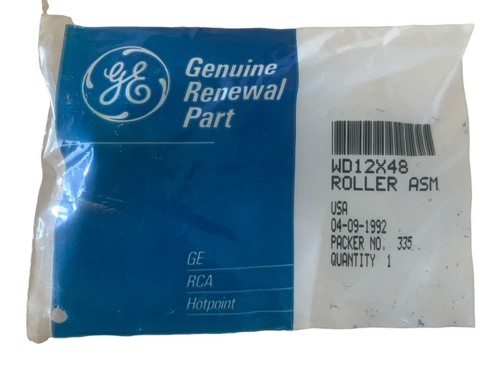 GE
Genuine
Renewal
Part
GE
RCA
Hotpoint
WD12X48
ROLLER ASM
USA
04-09-1992
PACKER NO. 335
QUANTITY 1